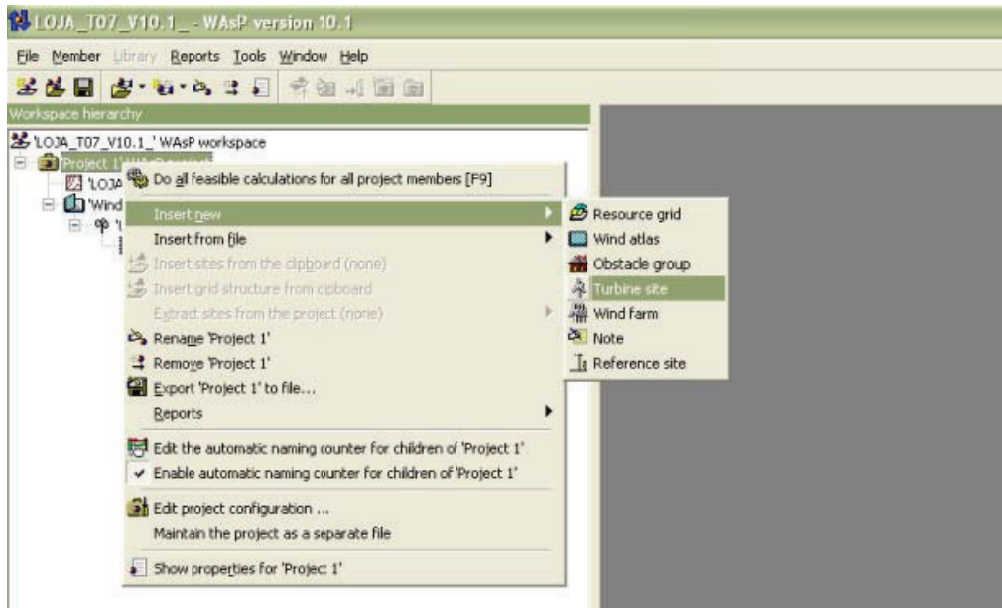 LOJA_T07_V10.1_ - WAsP version 10.1
File Member Library Reports Tools Window Help
Workspace hierarchy
'LOJA_T07_V10.1_' WAsP workspace
'Project 1' WAsP project
'LOJA
'Wind
Do all feasible calculations for all project members [F9]
Insert new
Insert from file
Insert sites from the clipboard (none)
Insert grid structure from clipboard
Extract sites from the project (none)
Rename 'Project 1'
Remove 'Project 1'
Export 'Project 1' to file...
Reports
Edit the automatic naming counter for children of 'Project 1'
Enable automatic naming counter for children of 'Project 1'
Edit project configuration ...
Maintain the project as a separate file
Show properties for 'Project 1'
Resource grid
Wind atlas
Obstacle group
Turbine site
Wind farm
Note
Reference site